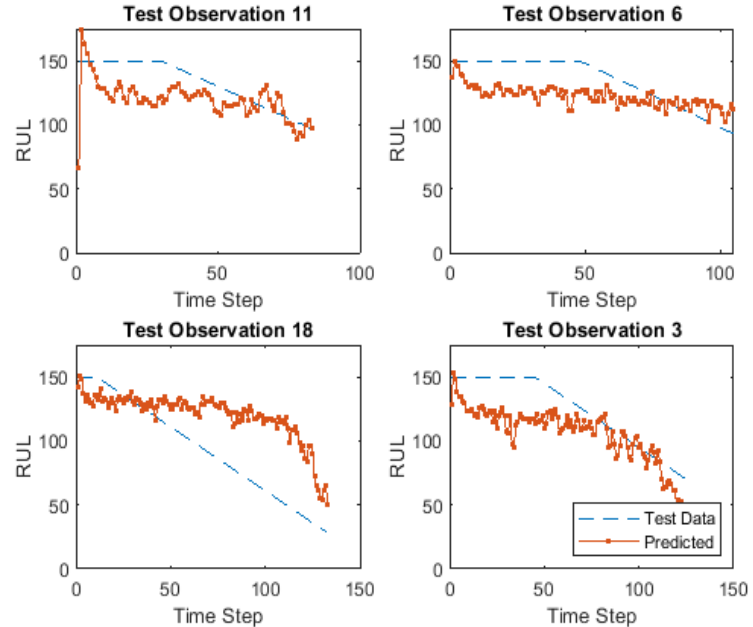 Test Observation 11
150
100
50
0
RUL
0 50 100
Time Step
Test Observation 6
150
100
50
0
RUL
0 50 100
Time Step
Test Observation 18
150
100
50
0
RUL
0 50 100 150
Time Step
Test Observation 3
150
100
50
0
RUL
0 50 100 150
Time Step
Test Data
Predicted